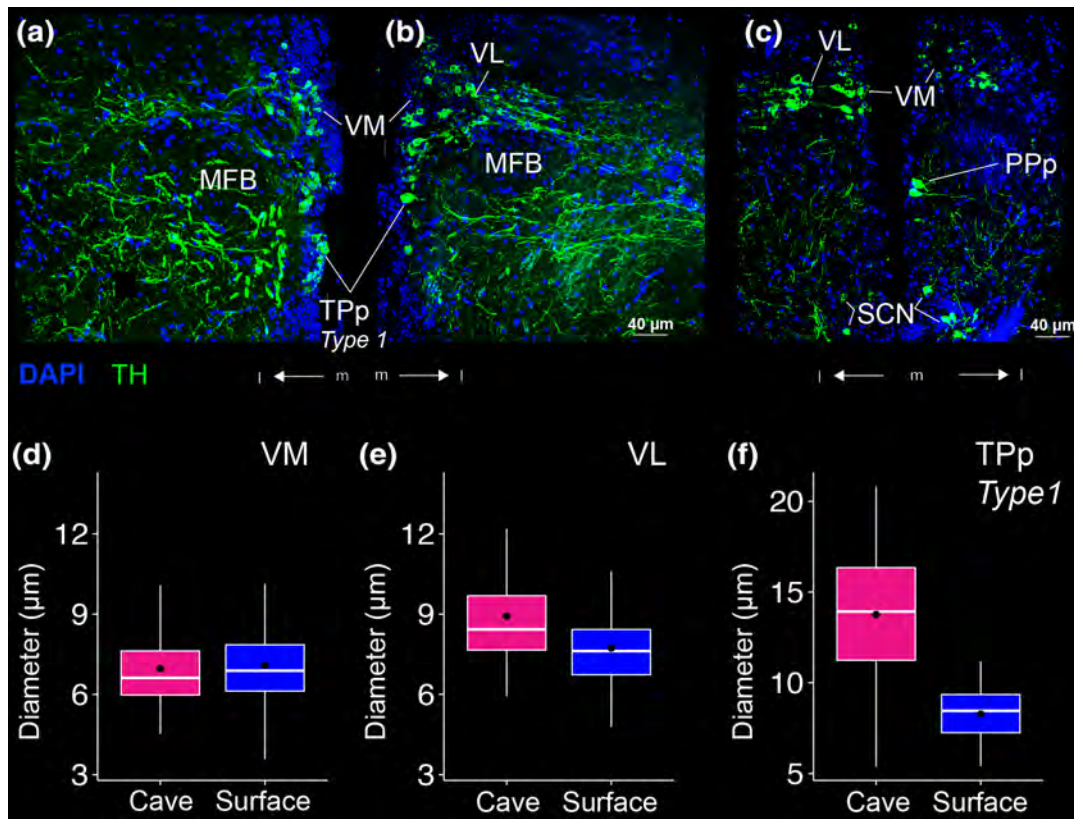 (a)
(b)
(c)
VL
VL
VM
VM
MFB
MFB
PPp
TPp
Type 1
SCN
40 µm
40 µm
DAPI TH
m m
m
(d) VM
(e) VL
(f) TPp
Type1
Diameter (µm)
12
9
6
3
Cave Surface
Diameter (µm)
12
9
6
3
Cave Surface
Diameter (µm)
20
15
10
5
Cave Surface